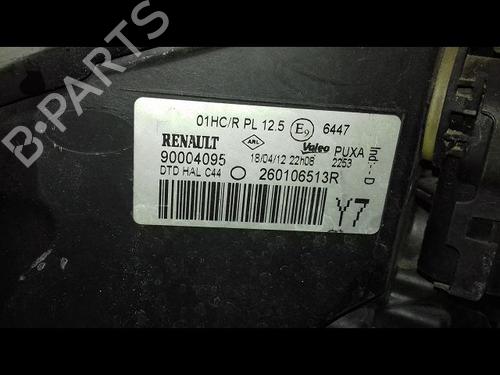 B-PARTS
01HC/R PL 12.5 E9 6447
RENAULT ARL Valeo PUXA
90004095 18/04/12 22h08 2253
DTD HAL C44 260106513R
Ind:--D
Y7